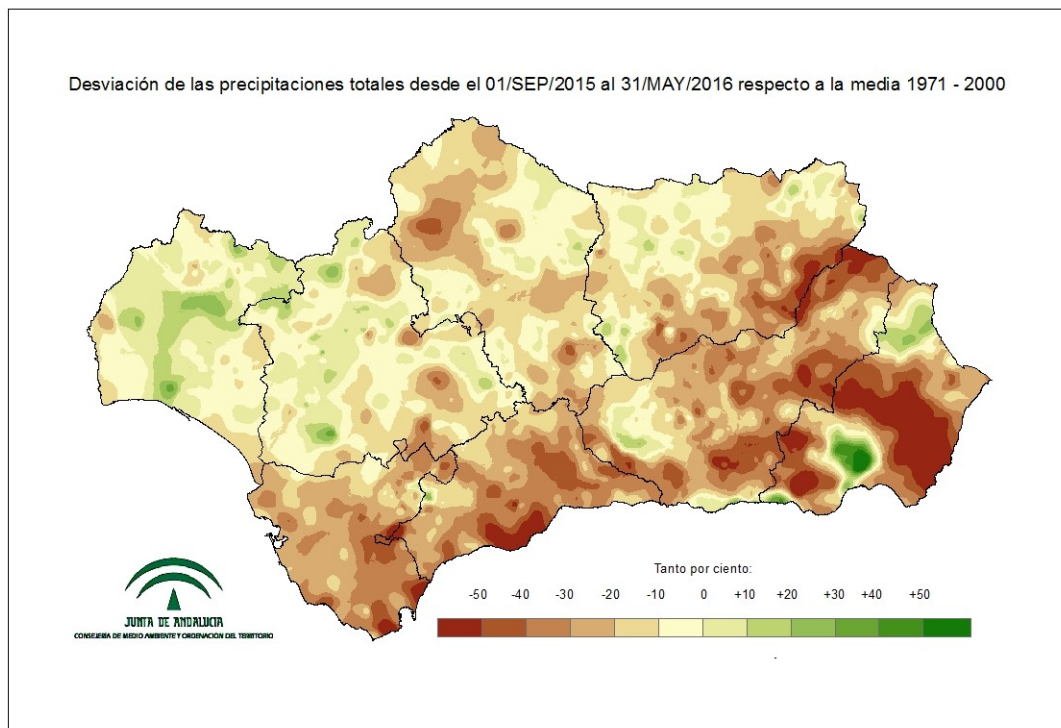 Desviación de las precipitaciones totales desde el 01/SEP/2015 al 31/MAY/2016 respecto a la media 1971 - 2000
Tanto por ciento:
-50 -40 -30 -20 -10 0 +10 +20 +30 +40 +50
JUNTA DE ANDALUCIA
CONSEJERÍA DE MEDIO AMBIENTE Y ORDENACIÓN DEL TERRITORIO